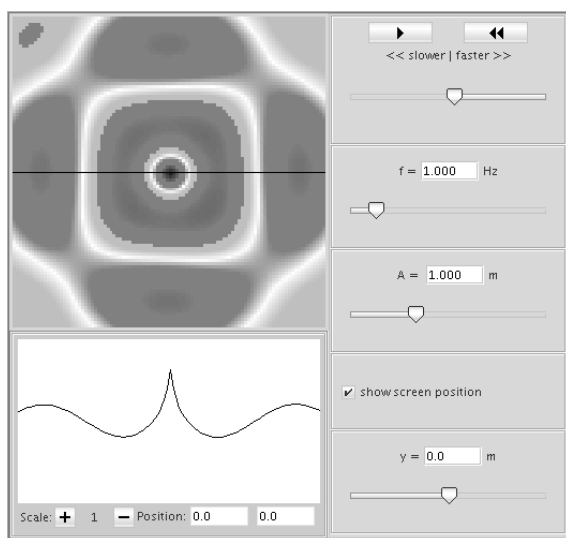 << slower | faster >>
f = 1.000 Hz
A = 1.000 m
show screen position
y = 0.0 m
Scale: + 1 − Position: 0.0 0.0